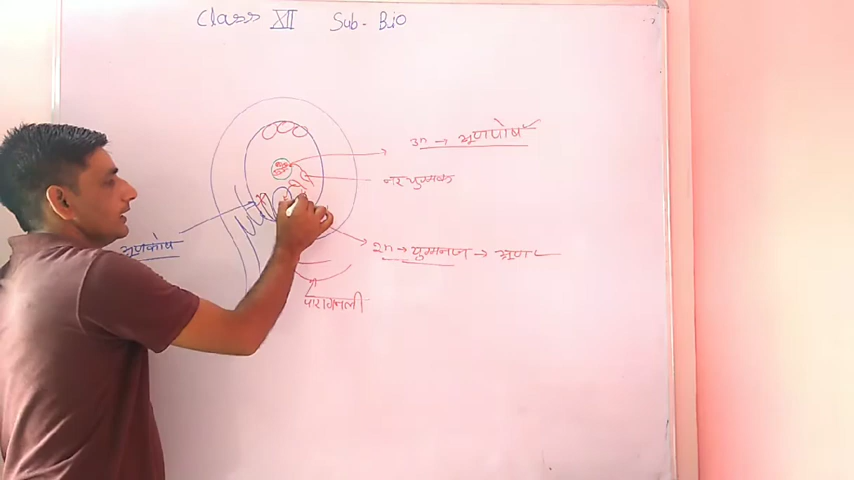 Class XII Sub- Bio
3n → भ्रूणपोष
नर युग्मक
भ्रूणकोष
2n → युग्मनज → भ्रूण
परागनली